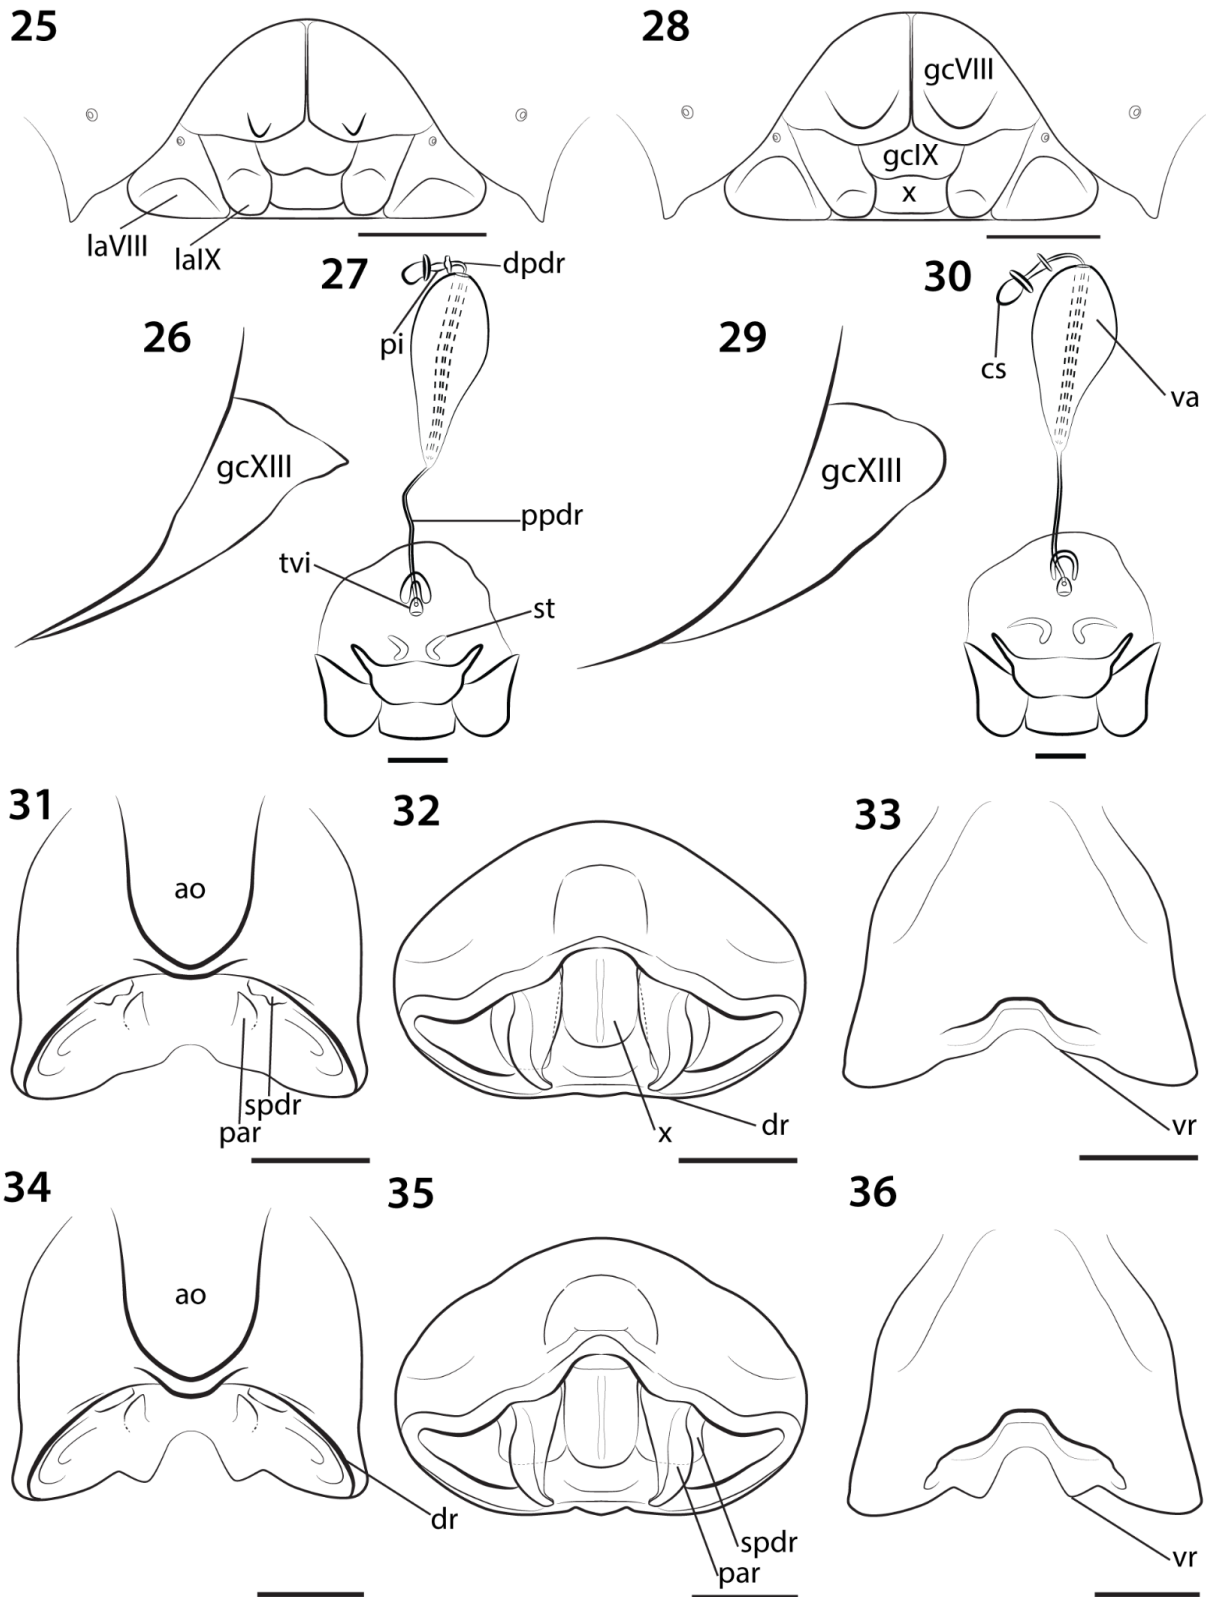 25
28
gcVIII
gcIX
x
laVIII
laIX
27
dpdr
30
pi
26
29
cs
va
gcXIII
gcXIII
ppdr
tvi
st
31
32
33
ao
spdr
par
x
dr
vr
34
35
36
ao
dr
spdr
par
vr